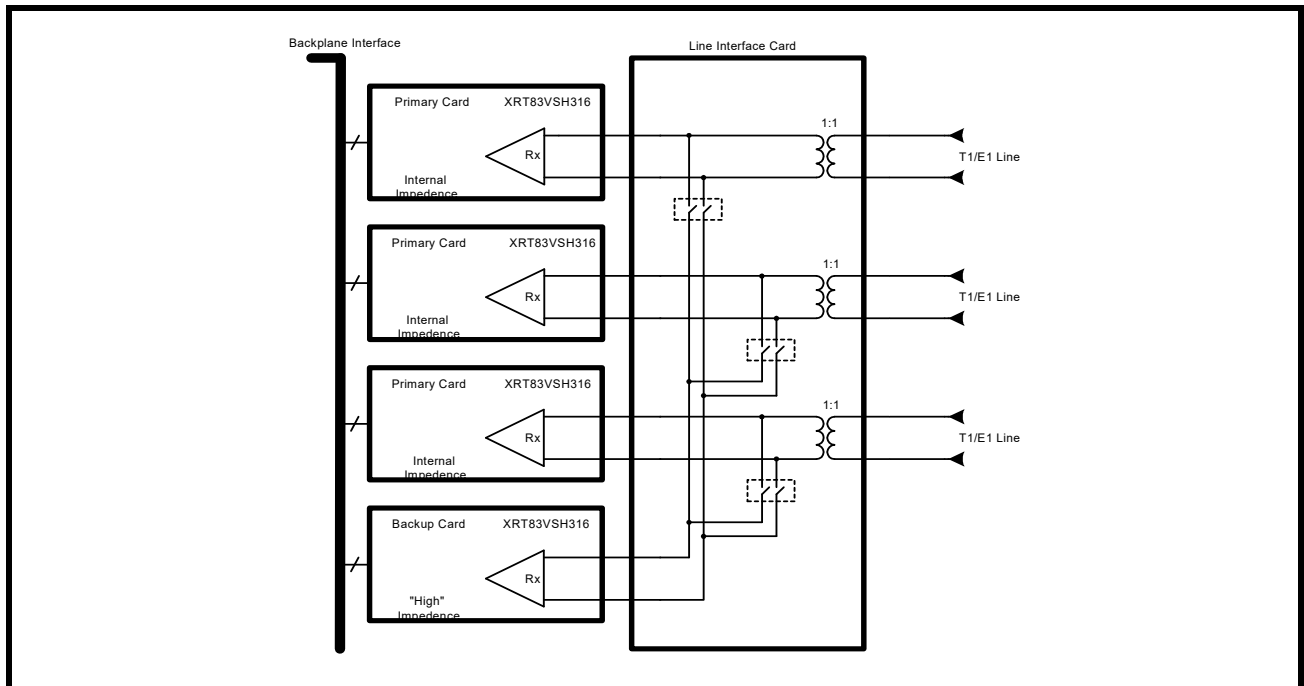 Backplane Interface
Line Interface Card
Primary Card XRT83VSH316
1:1
Rx
T1/E1 Line
Internal
Impedence
Primary Card XRT83VSH316
1:1
Rx
T1/E1 Line
Internal
Impedence
Primary Card XRT83VSH316
1:1
Rx
T1/E1 Line
Internal
Impedence
Backup Card XRT83VSH316
Rx
"High"
Impedence